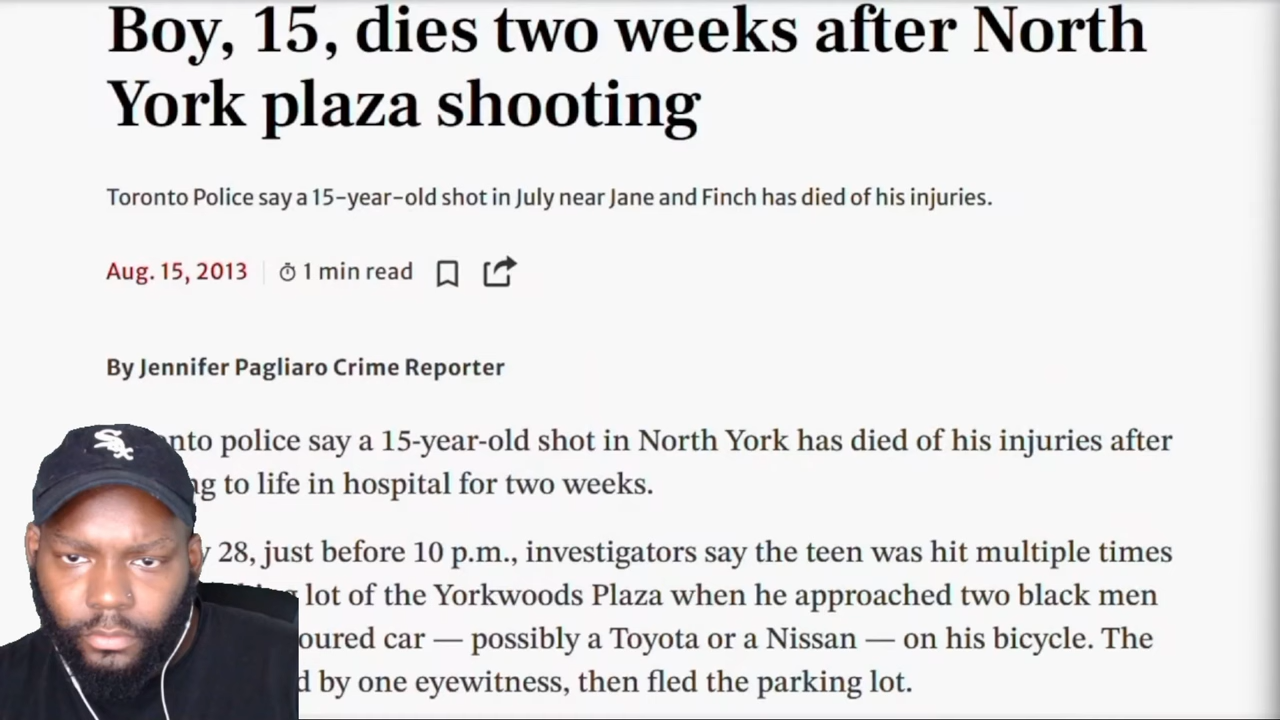 Boy, 15, dies two weeks after North
York plaza shooting
Toronto Police say a 15-year-old shot in July near Jane and Finch has died of his injuries.
Aug. 15, 2013 1 min read
By Jennifer Pagliaro Crime Reporter
police say a 15-year-old shot in North York has died of his injuries after
to life in hospital for two weeks.
28, just before 10 p.m., investigators say the teen was hit multiple times
lot of the Yorkwoods Plaza when he approached two black men
car — possibly a Toyota or a Nissan — on his bicycle. The
by one eyewitness, then fled the parking lot.